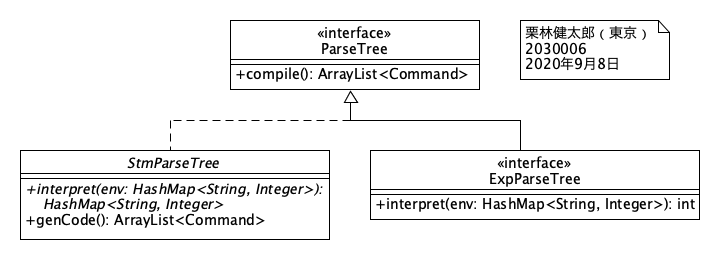 «interface»
ParseTree
+compile(): ArrayList<Command>
栗林健太郎（東京）
2030006
2020年9月8日
StmParseTree
+interpret(env: HashMap<String, Integer>):
HashMap<String, Integer>
+genCode(): ArrayList<Command>
«interface»
ExpParseTree
+interpret(env: HashMap<String, Integer>): int